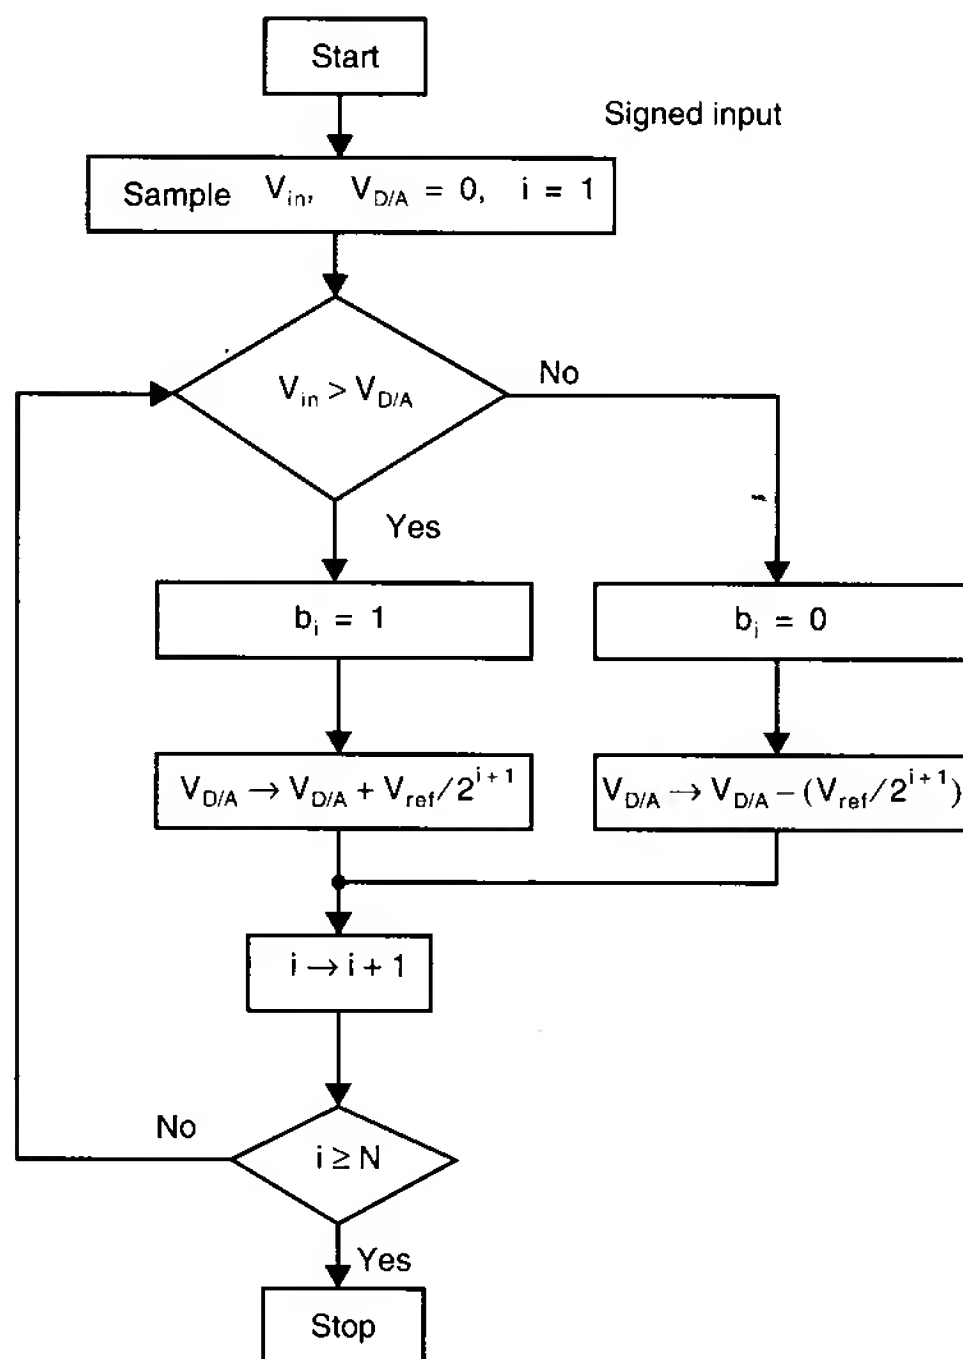 Start
Signed input
Sample V_in, V_D/A = 0, i = 1
V_in > V_D/A
No
Yes
b_i = 1
b_i = 0
V_D/A → V_D/A + V_ref/2^{i + 1}
V_D/A → V_D/A − (V_ref/2^{i+1})
i → i + 1
No
i ≥ N
Yes
Stop